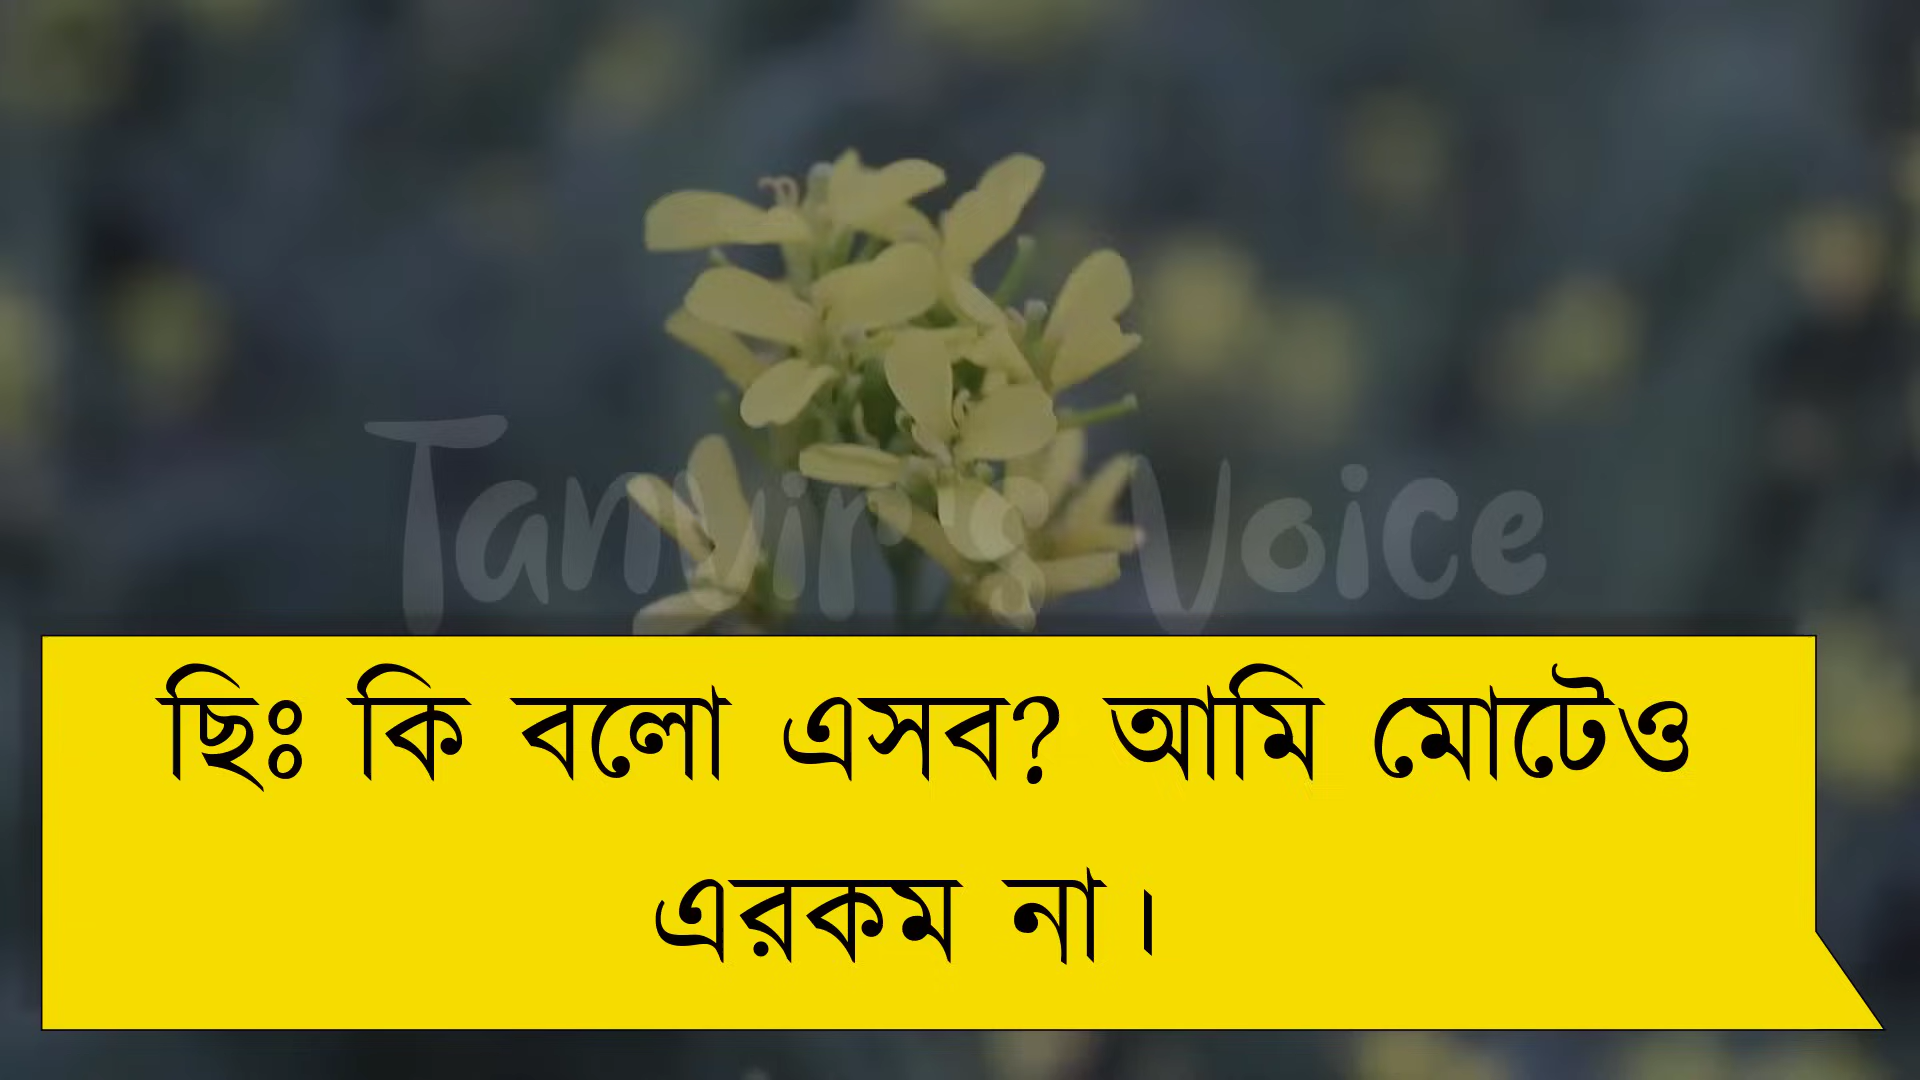 Tanvir's Voice
ছিঃ কি বলো এসব? আমি মোটেও
এরকম না।